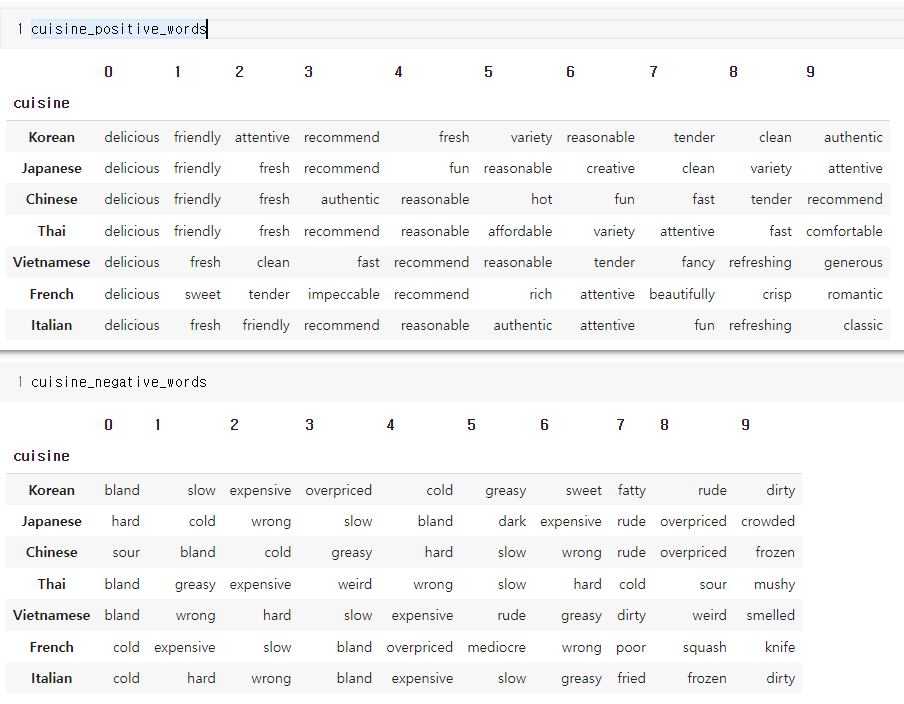 1 cuisine_positive_words
0 1 2 3 4 5 6 7 8 9
cuisine
Korean delicious friendly attentive recommend fresh variety reasonable tender clean authentic
Japanese delicious friendly fresh recommend fun reasonable creative clean variety attentive
Chinese delicious friendly fresh authentic reasonable hot fun fast tender recommend
Thai delicious friendly fresh recommend reasonable affordable variety attentive fast comfortable
Vietnamese delicious fresh clean fast recommend reasonable tender fancy refreshing generous
French delicious sweet tender impeccable recommend rich attentive beautifully crisp romantic
Italian delicious fresh friendly recommend reasonable authentic attentive fun refreshing classic
1 cuisine_negative_words
0 1 2 3 4 5 6 7 8 9
cuisine
Korean bland slow expensive overpriced cold greasy sweet fatty rude dirty
Japanese hard cold wrong slow bland dark expensive rude overpriced crowded
Chinese sour bland cold greasy hard slow wrong rude overpriced frozen
Thai bland greasy expensive weird wrong slow hard cold sour mushy
Vietnamese bland wrong hard slow expensive rude greasy dirty weird smelled
French cold expensive slow bland overpriced mediocre wrong poor squash knife
Italian cold hard wrong bland expensive slow greasy fried frozen dirty